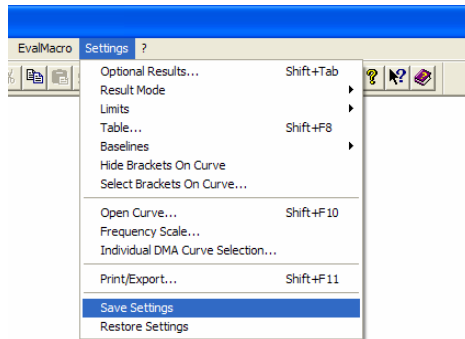 EvalMacro Settings ?
Optional Results... Shift+Tab
Result Mode
Limits
Table... Shift+F8
Baselines
Hide Brackets On Curve
Select Brackets On Curve...
Open Curve... Shift+F10
Frequency Scale...
Individual DMA Curve Selection...
Print/Export... Shift+F11
Save Settings
Restore Settings